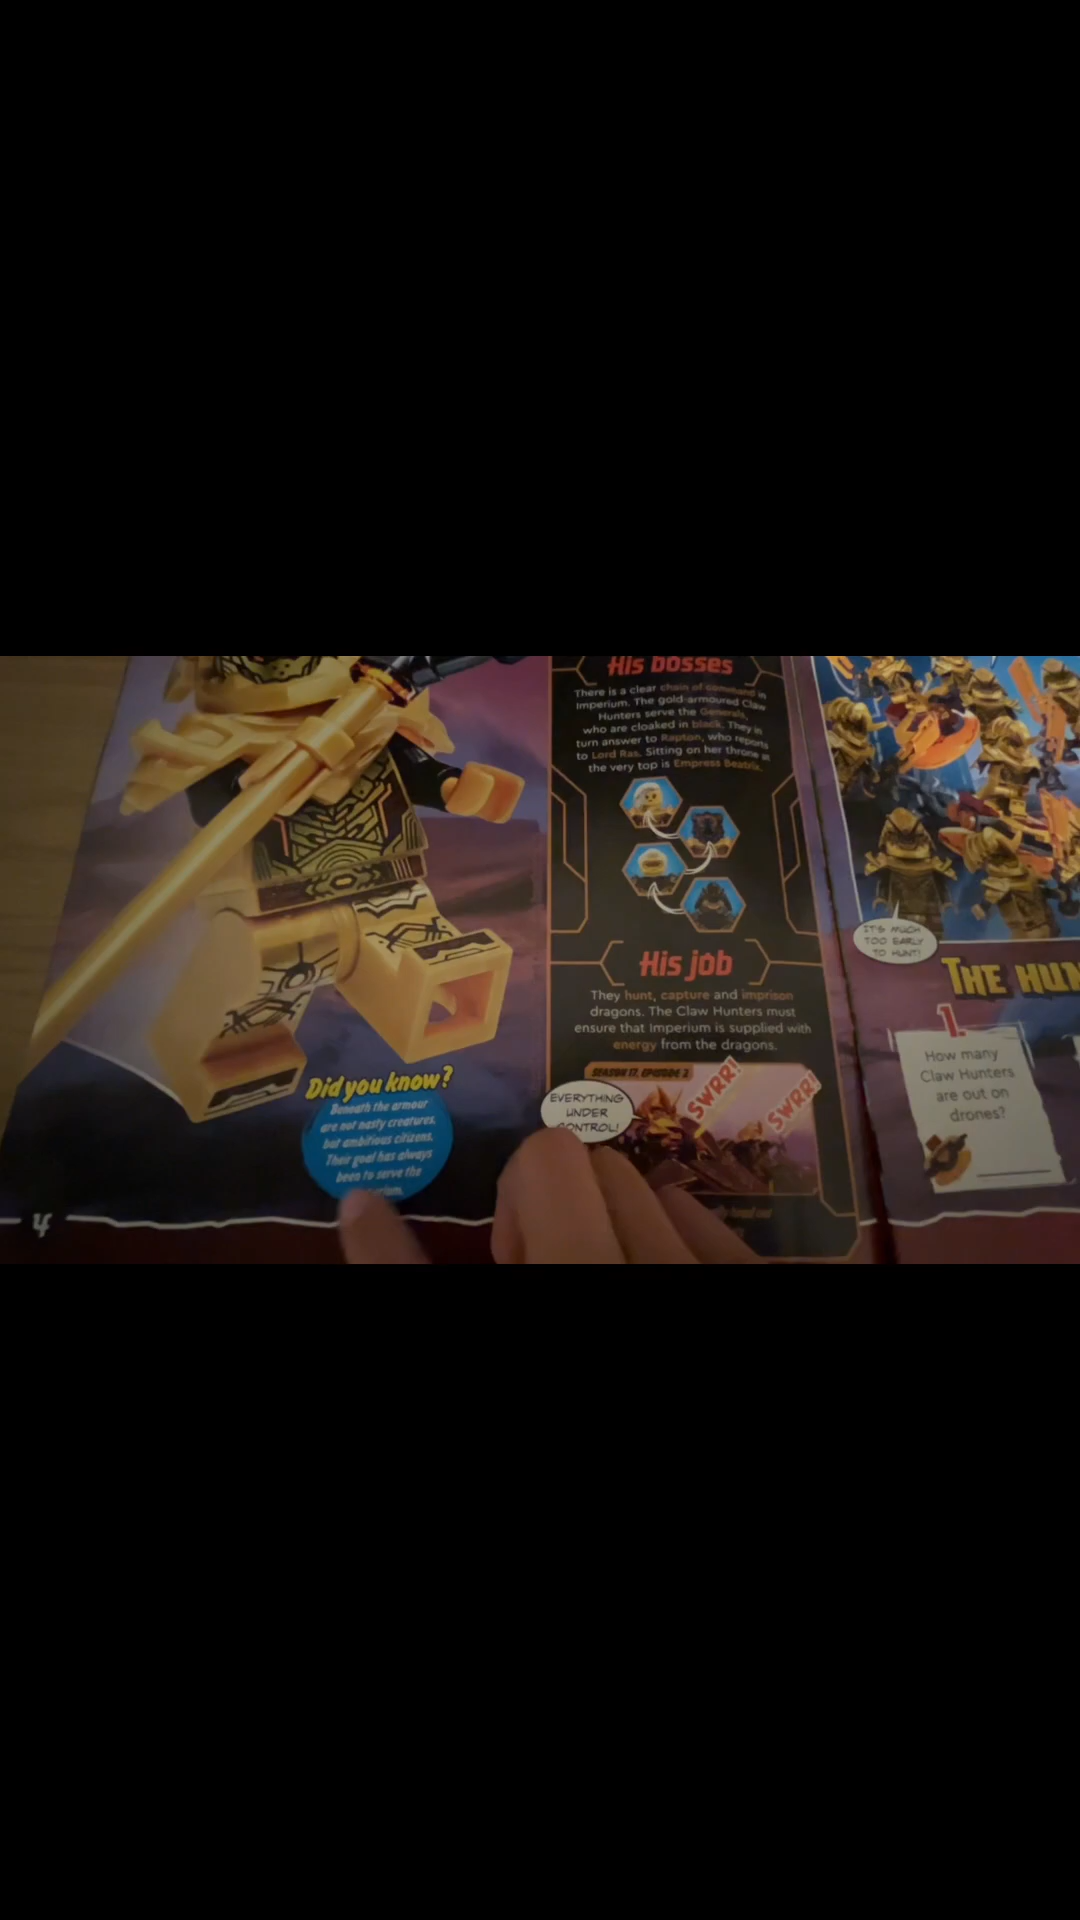 Did you know?
Beneath the armour
are not nasty creatures,
but ambitious citizens.
Their goal has always
been to serve the
4
His bosses
There is a clear chain of command in
Imperium. The gold-armoured Claw
Hunters serve the Generals,
who are cloaked in black. They in
turn answer to Rapton, who reports
to Lord Ras. Sitting on her throne at
the very top is Empress Beatrix.
His job
They hunt, capture and imprison
dragons. The Claw Hunters must
ensure that Imperium is supplied with
energy from the dragons.
SEASON 17, EPISODE 2
EVERYTHING
UNDER
CONTROL!
SWRR!
SWRR!
head out
IT'S MUCH
TOO EARLY
TO HUNT!
THE HUN
1.
How many
Claw Hunters
are out on
drones?